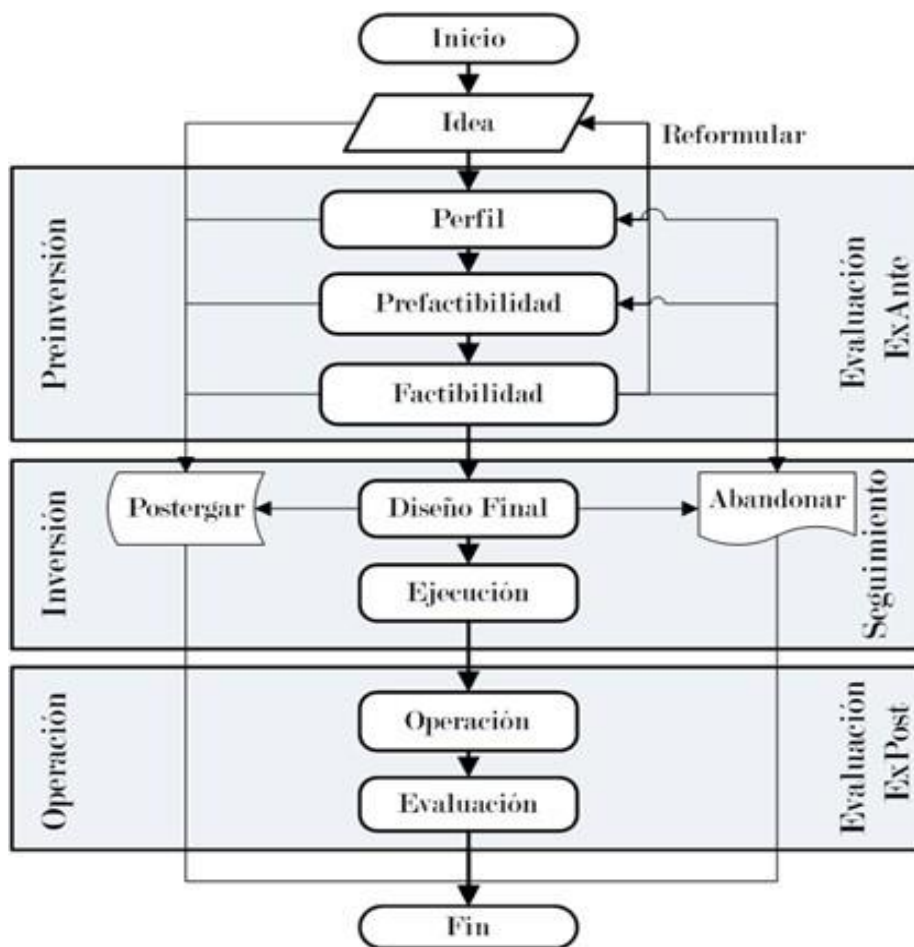 Inicio
Idea
Reformular
Preinversión
Perfil
Prefactibilidad
Factibilidad
Evaluación
ExAnte
Inversión
Postergar
Diseño Final
Abandonar
Ejecución
Seguimiento
Operación
Operación
Evaluación
Evaluación
ExPost
Fin